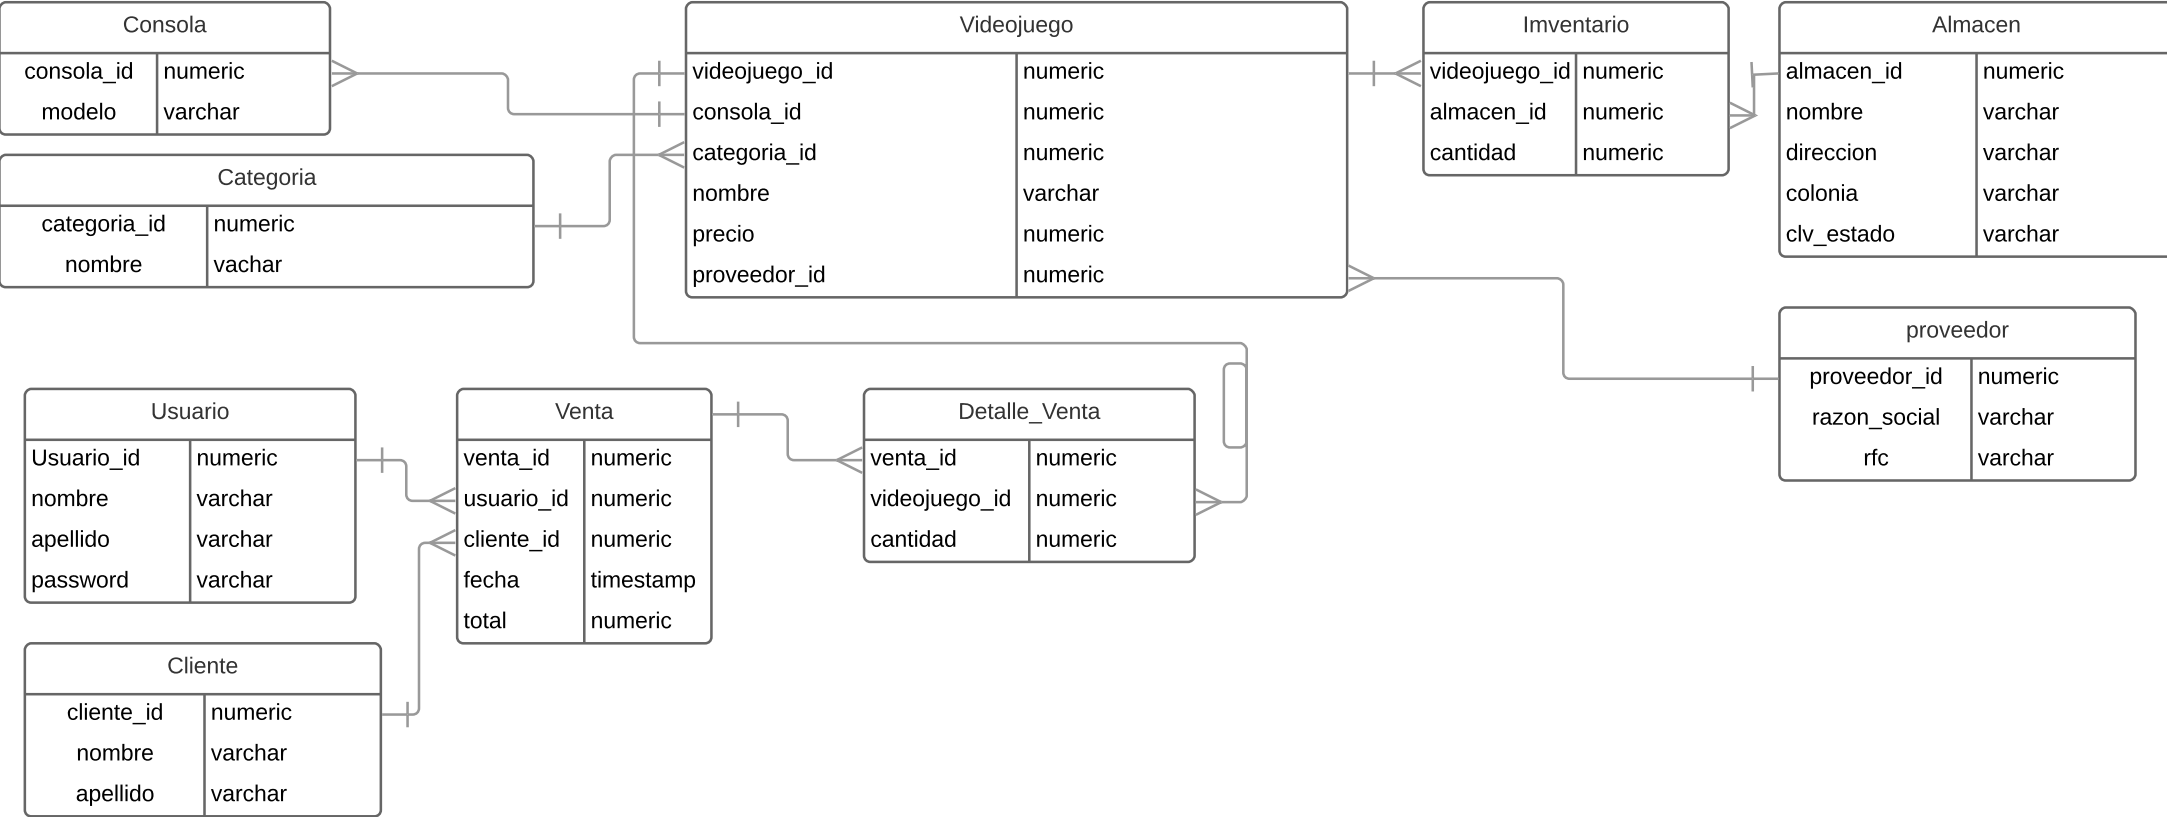 Consola
consola_id numeric
modelo varchar
Categoria
categoria_id numeric
nombre vachar
Videojuego
videojuego_id numeric
consola_id numeric
categoria_id numeric
nombre varchar
precio numeric
proveedor_id numeric
Imventario
videojuego_id numeric
almacen_id numeric
cantidad numeric
Almacen
almacen_id numeric
nombre varchar
direccion varchar
colonia varchar
clv_estado varchar
proveedor
proveedor_id numeric
razon_social varchar
rfc varchar
Usuario
Usuario_id numeric
nombre varchar
apellido varchar
password varchar
Venta
venta_id numeric
usuario_id numeric
cliente_id numeric
fecha timestamp
total numeric
Detalle_Venta
venta_id numeric
videojuego_id numeric
cantidad numeric
Cliente
cliente_id numeric
nombre varchar
apellido varchar